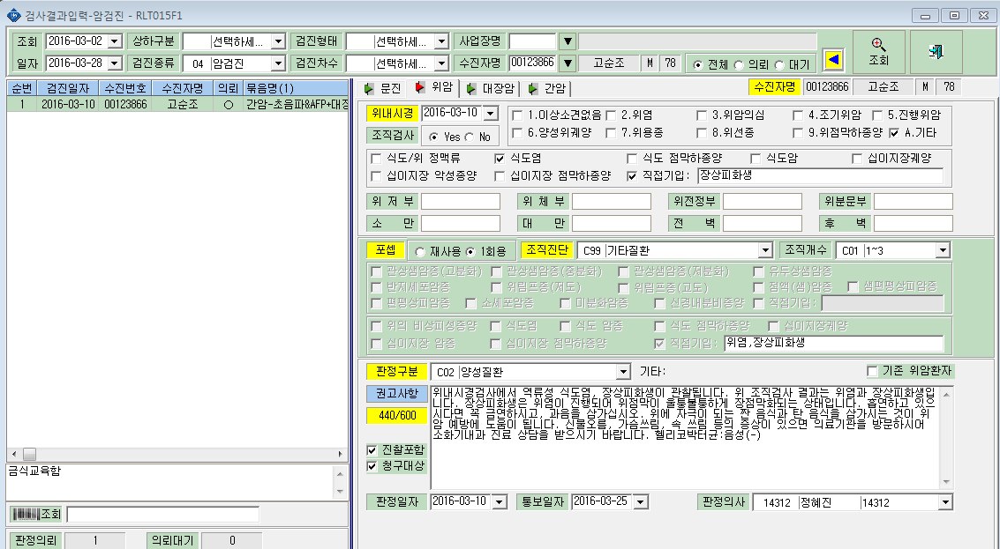 검사결과입력-암검진 - RLT015F1
조회 2016-03-02 상하구분 선택하세... 검진형태 선택하세... 사업장명
일자 2016-03-28 검진종류 04 암검진 검진차수 선택하세... 수진자명 00123866 고순조 M 78 전체 의뢰 대기 조회
순번 검진일자 수진번호 수진자명 의뢰 묶음명(1)
1 2016-03-10 00123866 고순조 ○ 간암-초음파&AFP+대장
문진 위암 대장암 간암 수진자명 00123866 고순조 M 78
위내시경 2016-03-10 1.이상소견없음 2.위염 3.위암의심 4.조기위암 5.진행위암
조직검사 Yes No 6.양성위궤양 7.위용종 8.위선종 9.위점막하종양 A.기타
식도/위 정맥류 식도염 식도 점막하종양 식도암 십이지장궤양
십이지장 악성종양 십이지장 점막하종양 직접기입: 장상피화생
위 저 부 위 체 부 위전정부 위분문부
소 만 대 만 전 벽 후 벽
포셉 재사용 1회용 조직진단 C99 기타질환 조직개수 C01 1~3
관상샘암종(고분화) 관상샘암종(중분화) 관상샘암종(저분화) 유두상샘암종
반지세포암종 위림프종(저도) 위림프종(고도) 점액(샘)암종 샘편평상피암종
편평상피암종 소세포암종 미분화암종 신경내분비종양 직접기입:
위의 비상피성종양 식도염 식도 암종 식도 점막하종양 십이지장궤양
십이지장 암종 십이지장 점막하종양 직접기입: 위염,장상피화생
판정구분 C02 양성질환 기타: 기존 위암환자
권고사항
440/600
위내시경검사에서 역류성 식도염, 장상피화생이 관찰됩니다. 위 조직검사 결과는 위염과 장상피화생입
니다. 장상피화생은 위염이 진행되어 위점막이 울퉁불퉁하게 장점막화되는 상태입니다. 흡연하고 있으
시다면 꼭 금연하시고, 과음을 삼가십시오. 위에 자극이 되는 짠 음식과 탄 음식을 삼가시는 것이 위
암 예방에 도움이 됩니다. 신물오름, 가슴쓰림, 속 쓰림 등의 증상이 있으면 의료기관을 방문하시어
소화기내과 진료 상담을 받으시기 바랍니다. 헬리코박터균:음성(-)
진찰포함
청구대상
판정일자 2016-03-10 통보일자 2016-03-25 판정의사 14312 정혜진 14312
금식교육함
조회
판정의뢰 1 의뢰대기 0